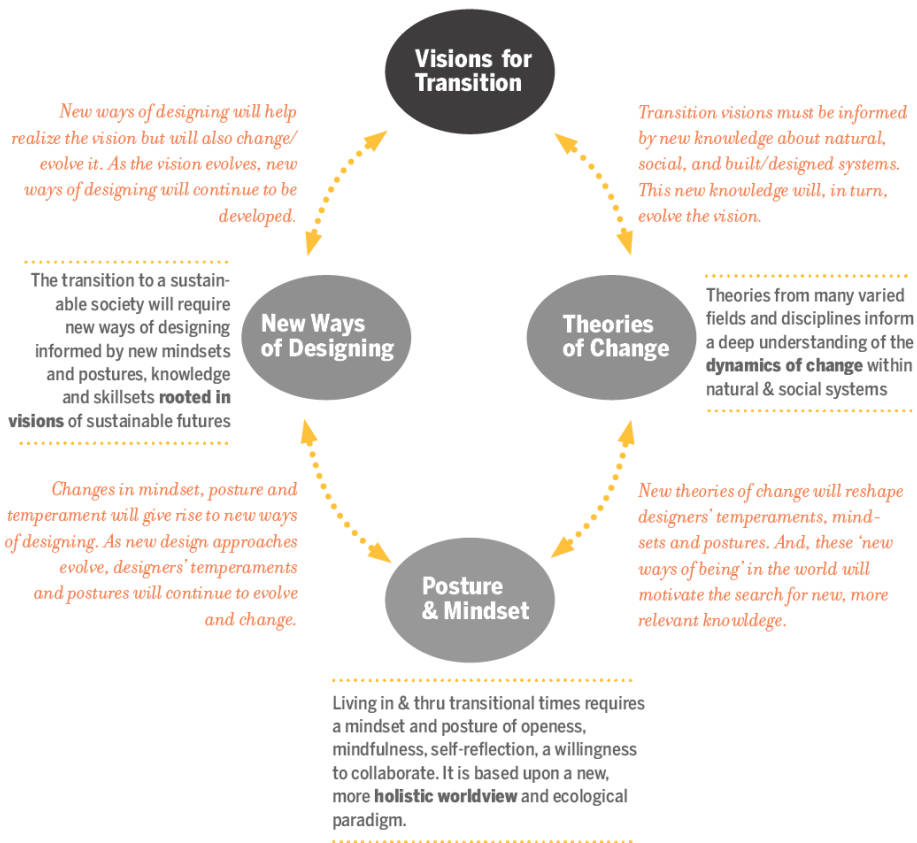 Visions for
Transition
New ways of designing will help
realize the vision but will also change/
evolve it. As the vision evolves, new
ways of designing will continue to be
developed.
Transition visions must be informed
by new knowledge about natural,
social, and built/designed systems.
This new knowledge will, in turn,
evolve the vision.
The transition to a sustain-
able society will require
new ways of designing
informed by new mindsets
and postures, knowledge
and skillsets rooted in
visions of sustainable futures
New Ways
of Designing
Theories
of Change
Theories from many varied
fields and disciplines inform
a deep understanding of the
dynamics of change within
natural & social systems
Changes in mindset, posture and
temperament will give rise to new ways
of designing. As new design approaches
evolve, designers' temperaments
and postures will continue to evolve
and change.
New theories of change will reshape
designers' temperaments, mind-
sets and postures. And, these 'new
ways of being' in the world will
motivate the search for new, more
relevant knowldege.
Posture
& Mindset
Living in & thru transitional times requires
a mindset and posture of openess,
mindfulness, self-reflection, a willingness
to collaborate. It is based upon a new,
more holistic worldview and ecological
paradigm.